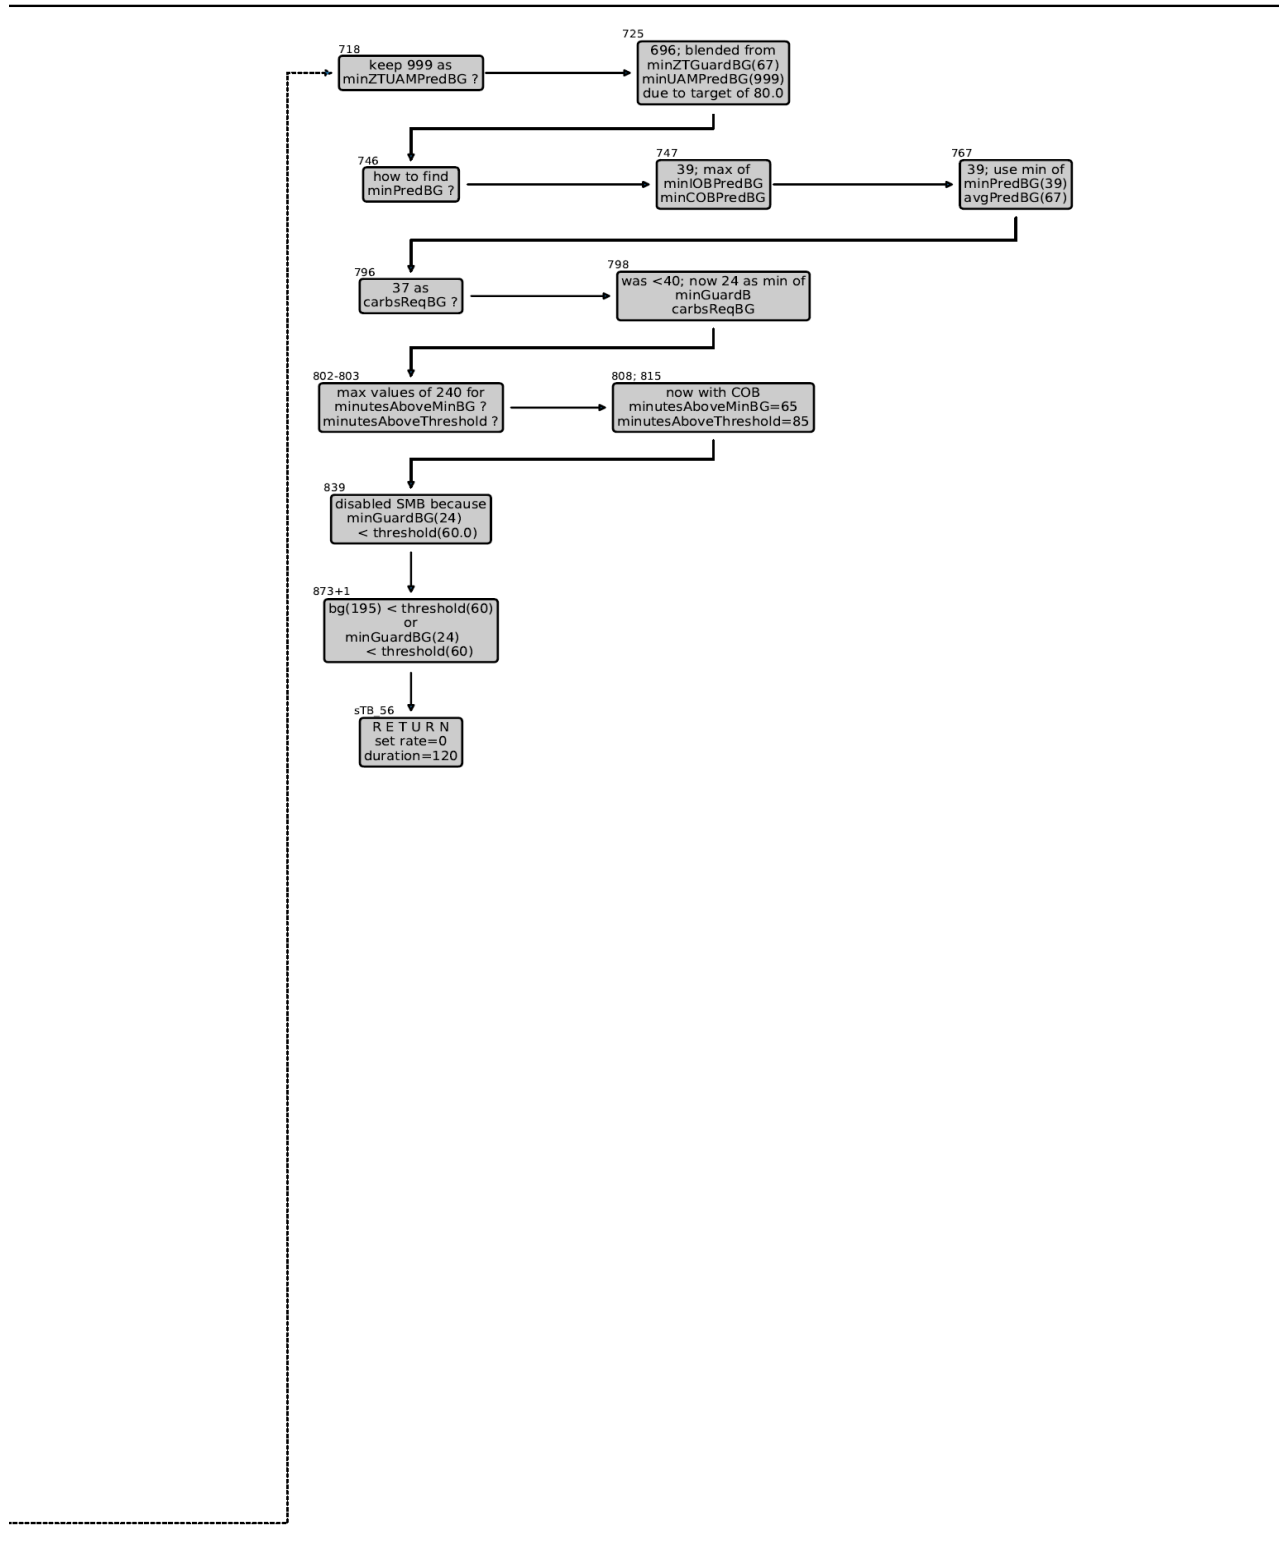 718
keep 999 as
minZTUAMPredBG ?
725
696; blended from
minZTGuardBG(67)
minUAMPredBG(999)
due to target of 80.0
746
how to find
minPredBG ?
747
39; max of
minIOBPredBG
minCOBPredBG
767
39; use min of
minPredBG(39)
avgPredBG(67)
796
37 as
carbsReqBG ?
798
was <40; now 24 as min of
minGuardB
carbsReqBG
802-803
max values of 240 for
minutesAboveMinBG ?
minutesAboveThreshold ?
808; 815
now with COB
minutesAboveMinBG=65
minutesAboveThreshold=85
839
disabled SMB because
minGuardBG(24)
< threshold(60.0)
873+1
bg(195) < threshold(60)
or
minGuardBG(24)
< threshold(60)
sTB_56
R E T U R N
set rate=0
duration=120